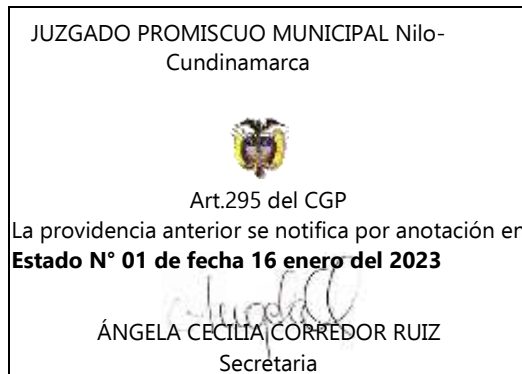 JUZGADO PROMISCUO MUNICIPAL Nilo-
Cundinamarca
Art.295 del CGP
La providencia anterior se notifica por anotación en
Estado N° 01 de fecha 16 enero del 2023
ÁNGELA CECILIA CORREDOR RUIZ
Secretaria